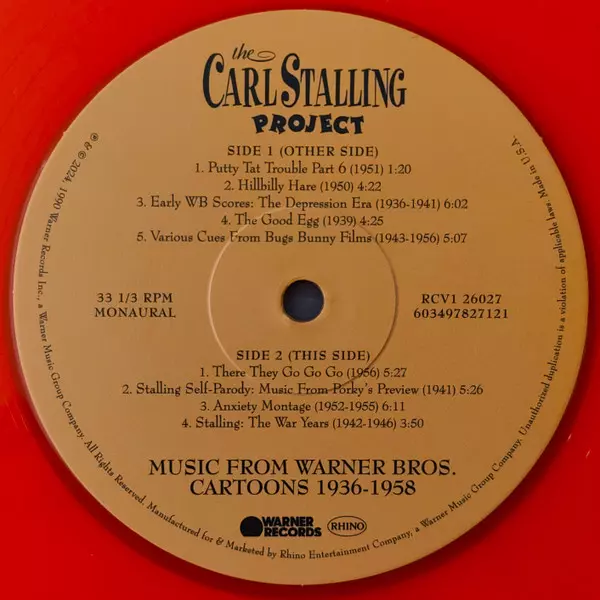 the
CARL STALLING
PROJECT
SIDE 1 (OTHER SIDE)
1. Putty Tat Trouble Part 6 (1951) 1:20
2. Hillbilly Hare (1950) 4:22
3. Early WB Scores: The Depression Era (1936-1941) 6:02
4. The Good Egg (1939) 4:25
5. Various Cues From Bugs Bunny Films (1943-1956) 5:07
33 1/3 RPM
MONAURAL
RCV1 26027
603497827121
SIDE 2 (THIS SIDE)
1. There They Go Go Go (1956) 5:27
2. Stalling Self-Parody: Music From Porky's Preview (1941) 5:26
3. Anxiety Montage (1952-1955) 6:11
4. Stalling: The War Years (1942-1946) 3:50
MUSIC FROM WARNER BROS.
CARTOONS 1936-1958
WARNER
RECORDS
RHINO
℗ & © 2024, 1990 Warner Records Inc., a Warner Music Group Company. All Rights Reserved. Manufactured for & Marketed by Rhino Entertainment Company, a Warner Music Group Company. Unauthorized duplication is a violation of applicable laws. Made in U.S.A.